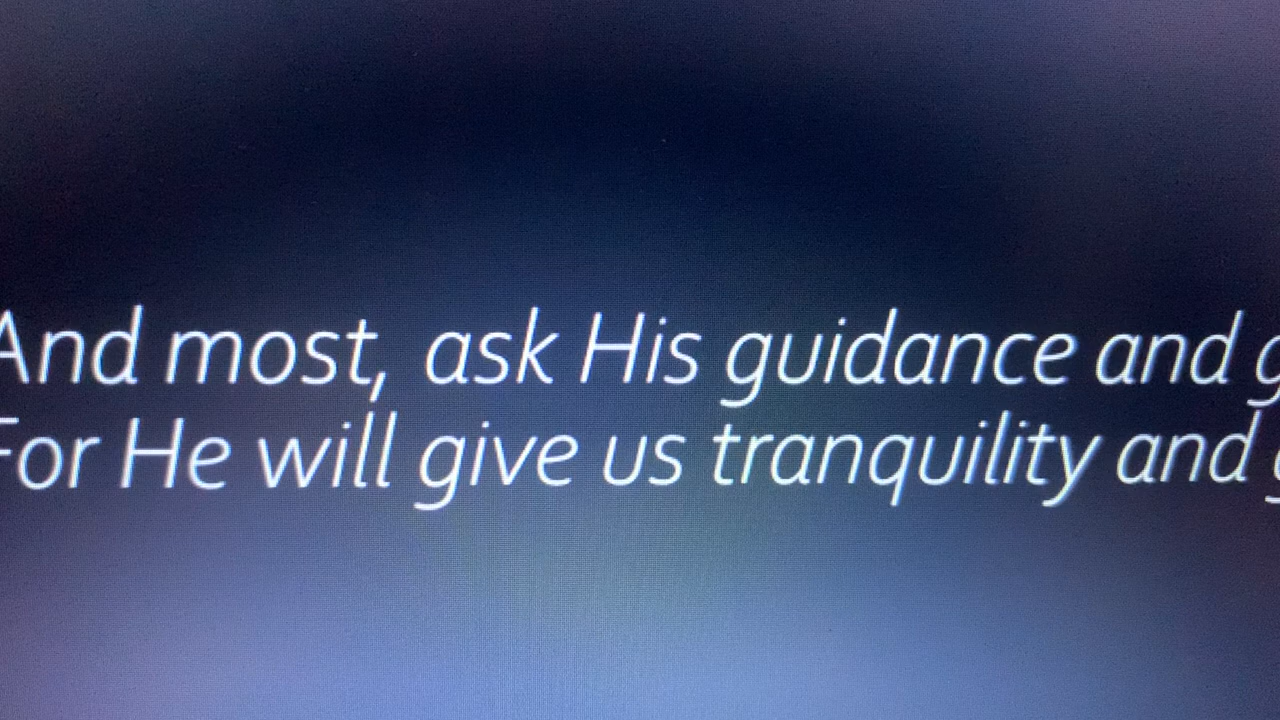 And most, ask His guidance and
For He will give us tranquility and